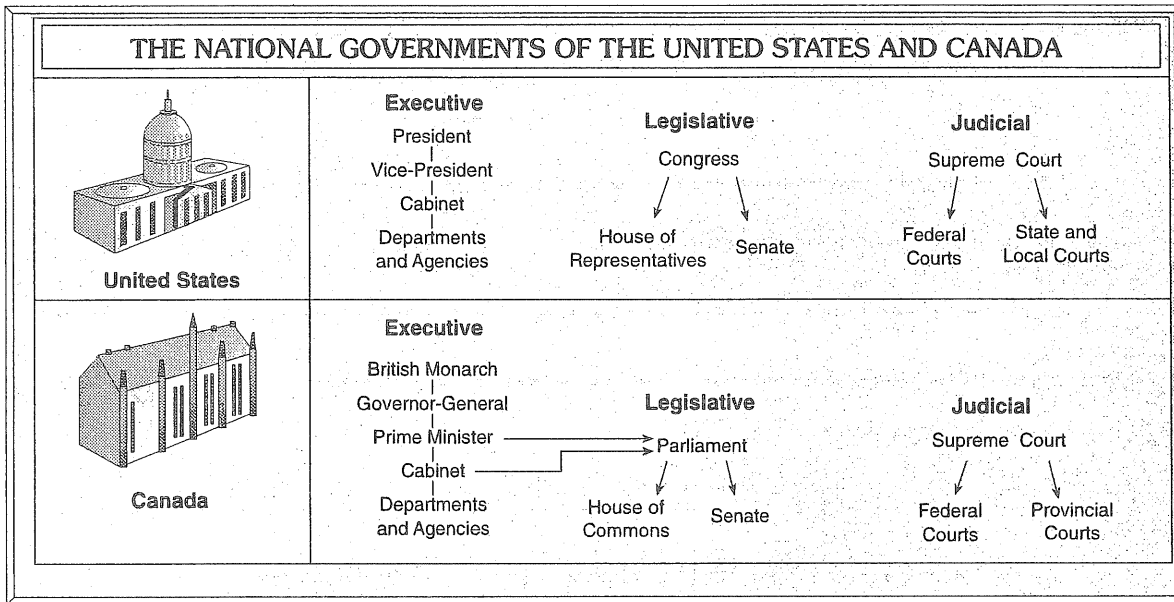 THE NATIONAL GOVERNMENTS OF THE UNITED STATES AND CANADA
United States
Executive
President
Vice-President
Cabinet
Departments
and Agencies
Legislative
Congress
House of
Representatives
Senate
Judicial
Supreme Court
Federal
Courts
State and
Local Courts
Canada
Executive
British Monarch
Governor-General
Prime Minister
Cabinet
Departments
and Agencies
Legislative
Parliament
House of
Commons
Senate
Judicial
Supreme Court
Federal
Courts
Provincial
Courts